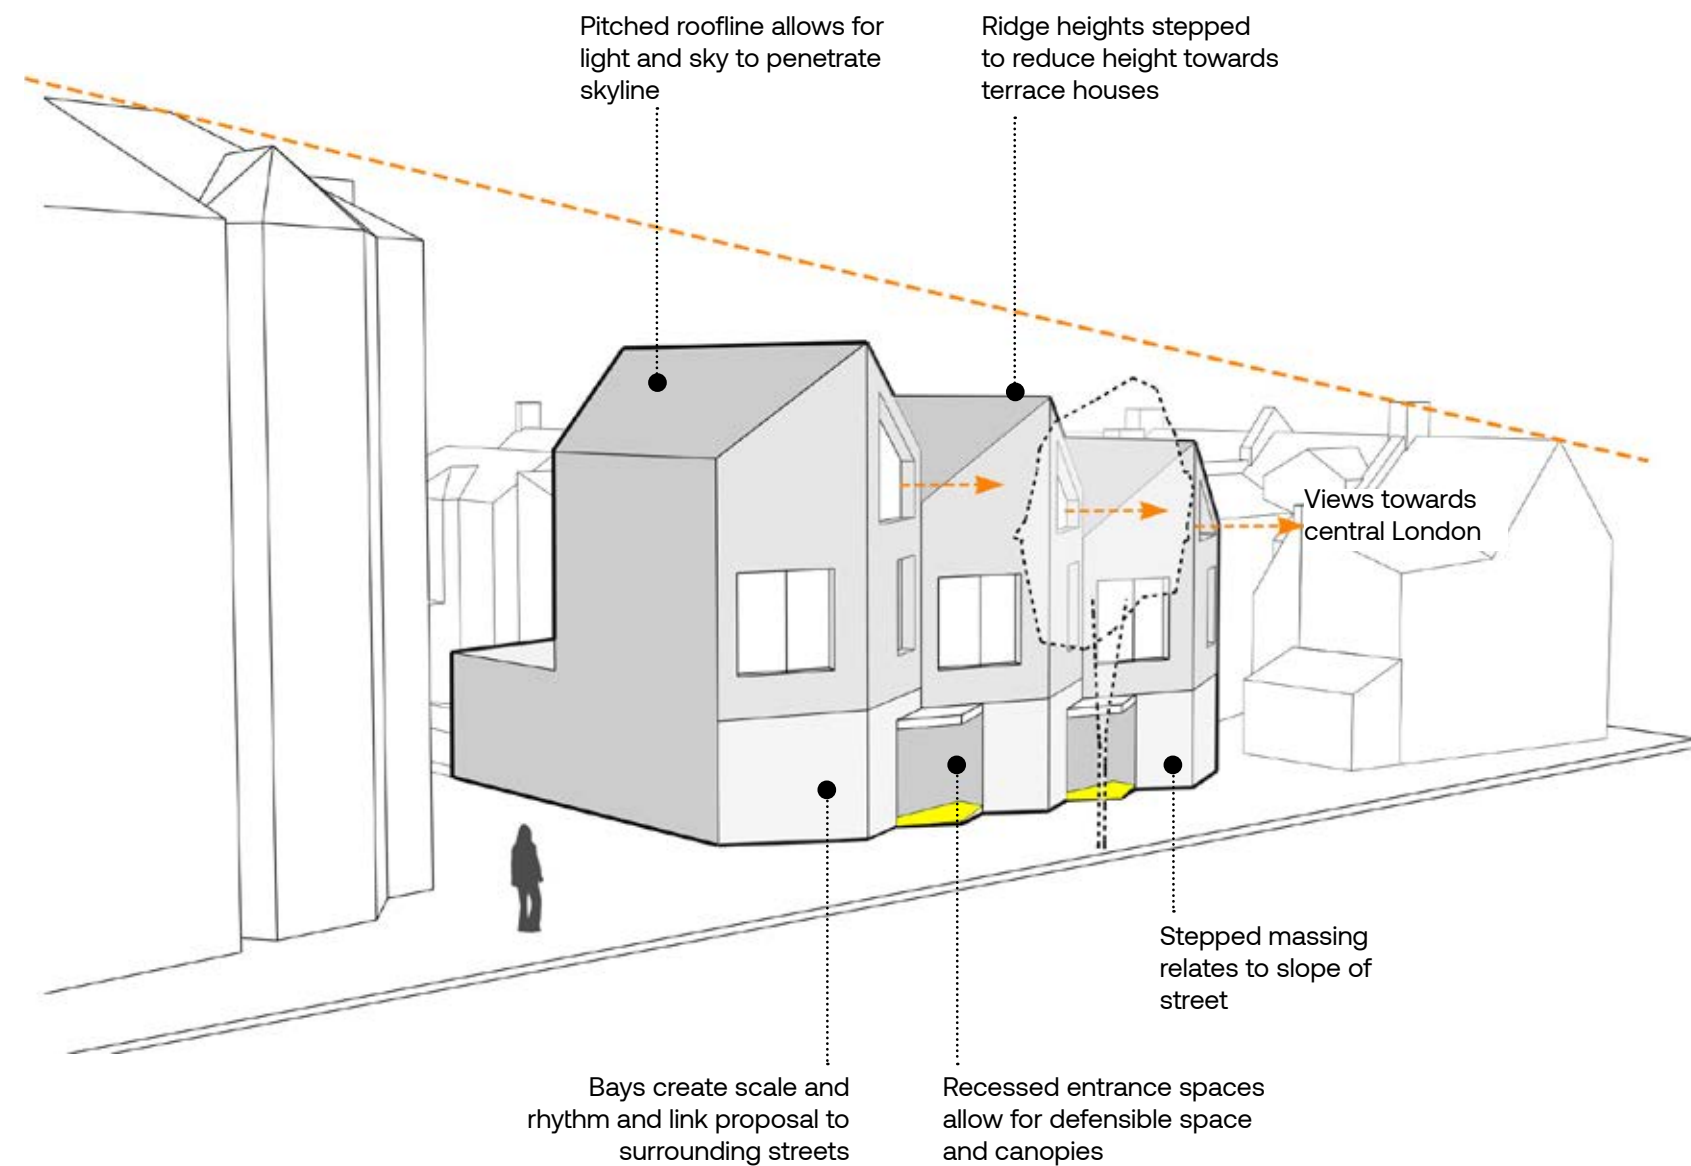 Pitched roofline allows for
light and sky to penetrate
skyline
Ridge heights stepped
to reduce height towards
terrace houses
Views towards
central London
Stepped massing
relates to slope of
street
Bays create scale and
rhythm and link proposal to
surrounding streets
Recessed entrance spaces
allow for defensible space
and canopies